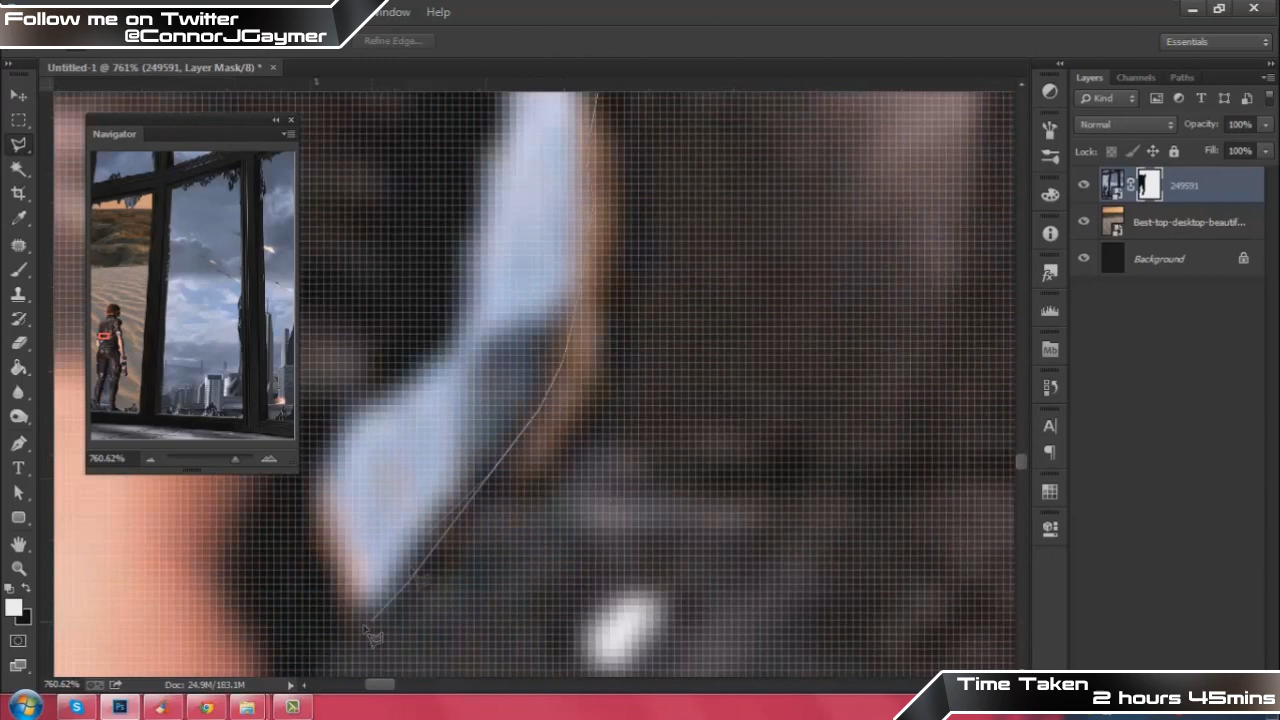 Follow me on Twitter
@ConnorJGaymer
Window Help
Refine Edge...
Essentials
Untitled-1 @ 761% (249591, Layer Mask/8) *
Navigator
760.62%
Layers Channels Paths
Kind
Normal Opacity: 100%
Lock: Fill: 100%
249591
Best-top-desktop-beautif...
Background
Mb
760.62% Doc: 24.9M/183.1M
Time Taken
2 hours 45mins